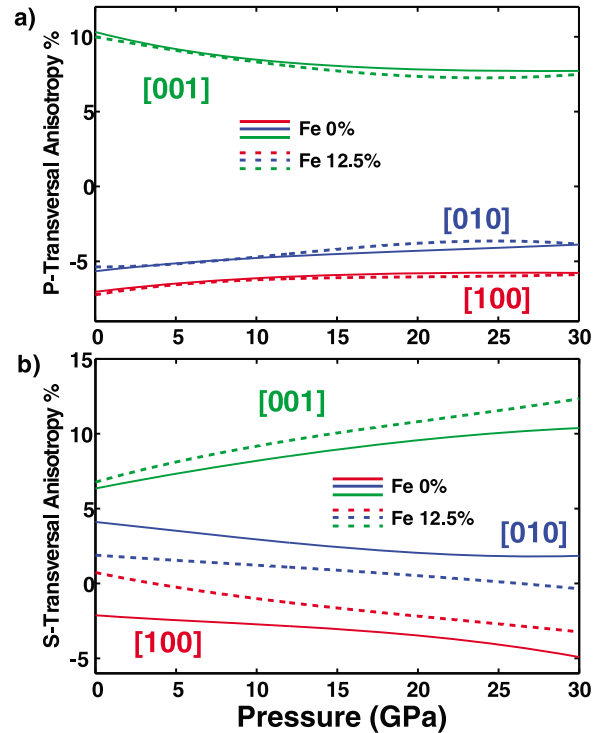 a)
P-Transversal Anisotropy %
10
5
0
-5
[001]
Fe 0%
Fe 12.5%
[010]
[100]
0 5 10 15 20 25 30
b)
S-Transversal Anisotropy %
15
10
5
0
-5
[001]
Fe 0%
Fe 12.5%
[010]
[100]
0 5 10 15 20 25 30
Pressure (GPa)